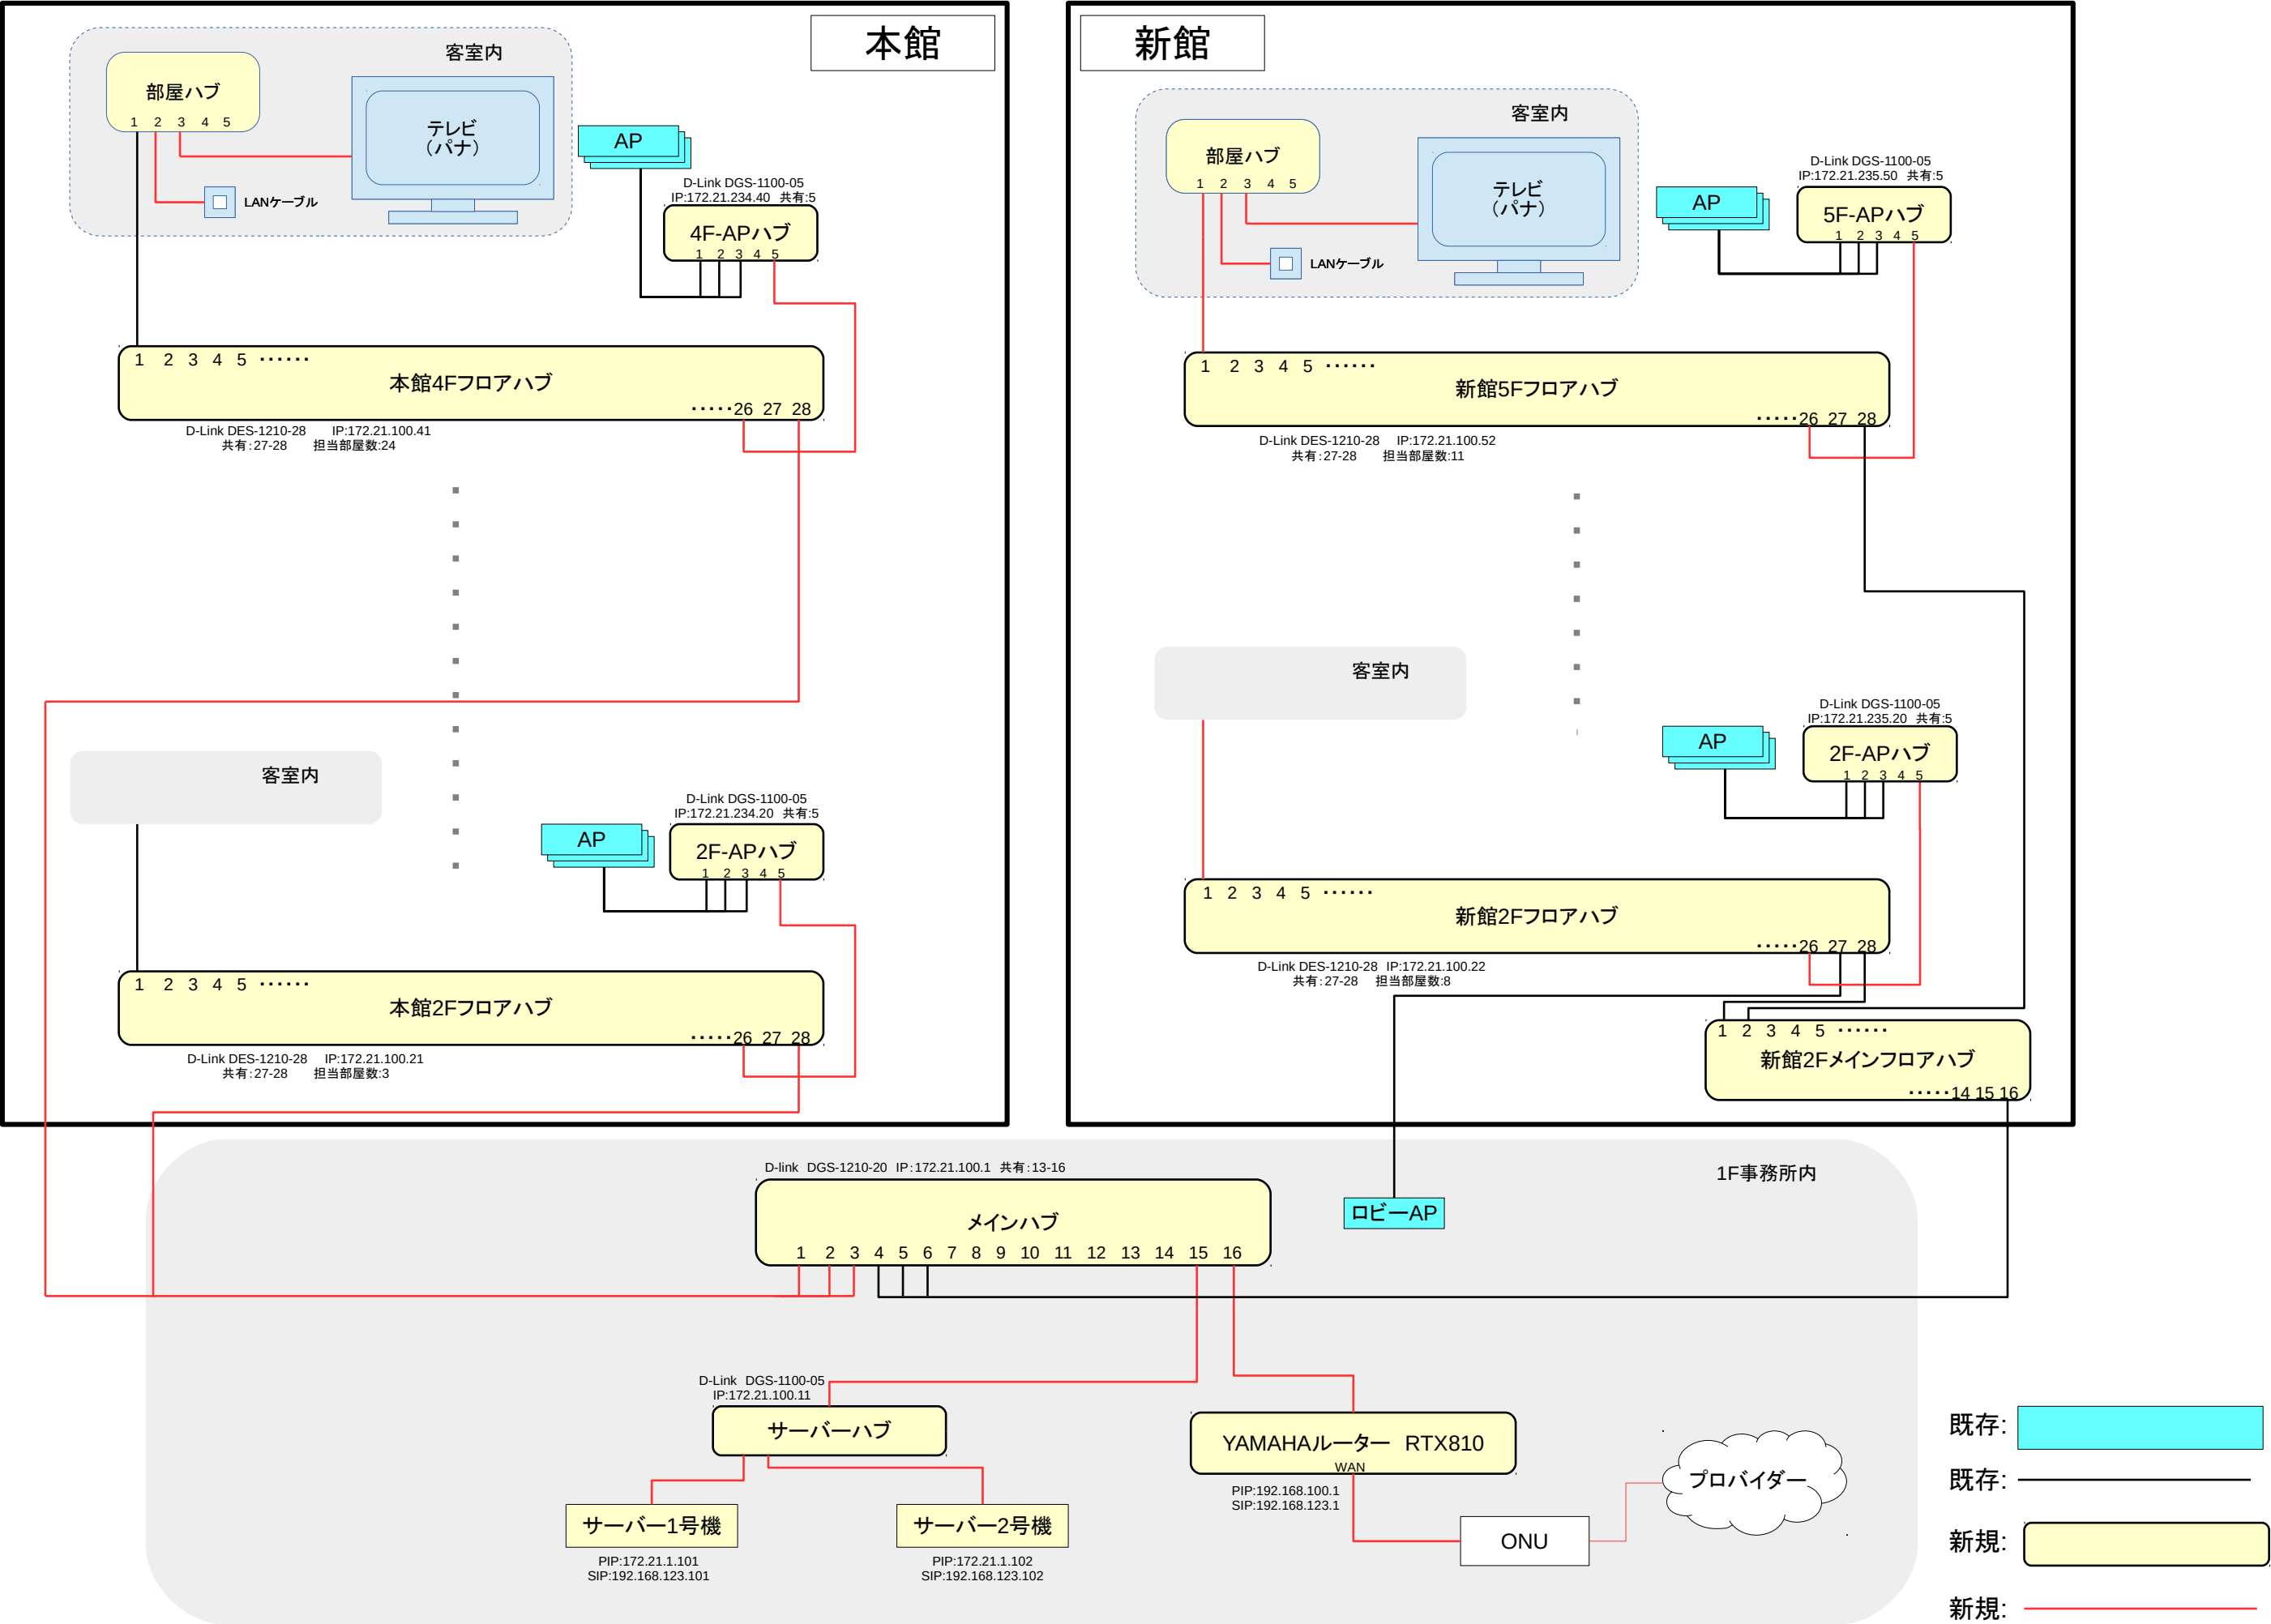 本館
客室内
部屋ハブ
1 2 3 4 5
テレビ
（パナ）
LANケーブル
AP
D-Link DGS-1100-05
IP:172.21.234.40 共有:5
4F-APハブ
1 2 3 4 5
1 2 3 4 5 ・・・・・・
本館4Fフロアハブ
・・・・・26 27 28
D-Link DES-1210-28 IP:172.21.100.41
共有：27-28 担当部屋数:24
客室内
AP
D-Link DGS-1100-05
IP:172.21.234.20 共有:5
2F-APハブ
1 2 3 4 5
1 2 3 4 5 ・・・・・・
本館2Fフロアハブ
・・・・・26 27 28
D-Link DES-1210-28 IP:172.21.100.21
共有：27-28 担当部屋数:3
新館
客室内
部屋ハブ
1 2 3 4 5
テレビ
（パナ）
LANケーブル
AP
D-Link DGS-1100-05
IP:172.21.235.50 共有:5
5F-APハブ
1 2 3 4 5
1 2 3 4 5 ・・・・・・
新館5Fフロアハブ
・・・・・26 27 28
D-Link DES-1210-28 IP:172.21.100.52
共有：27-28 担当部屋数:11
客室内
AP
D-Link DGS-1100-05
IP:172.21.235.20 共有:5
2F-APハブ
1 2 3 4 5
1 2 3 4 5 ・・・・・・
新館2Fフロアハブ
・・・・・26 27 28
D-Link DES-1210-28 IP:172.21.100.22
共有：27-28 担当部屋数:8
1 2 3 4 5 ・・・・・・
新館2Fメインフロアハブ
・・・・・14 15 16
1F事務所内
D-link DGS-1210-20 IP：172.21.100.1 共有：13-16
メインハブ
1 2 3 4 5 6 7 8 9 10 11 12 13 14 15 16
ロビーAP
D-Link DGS-1100-05
IP:172.21.100.11
サーバーハブ
サーバー1号機
PIP:172.21.1.101
SIP:192.168.123.101
サーバー2号機
PIP:172.21.1.102
SIP:192.168.123.102
YAMAHAルーター RTX810
WAN
PIP:192.168.100.1
SIP:192.168.123.1
ONU
プロバイダー
既存:
既存:
新規:
新規: